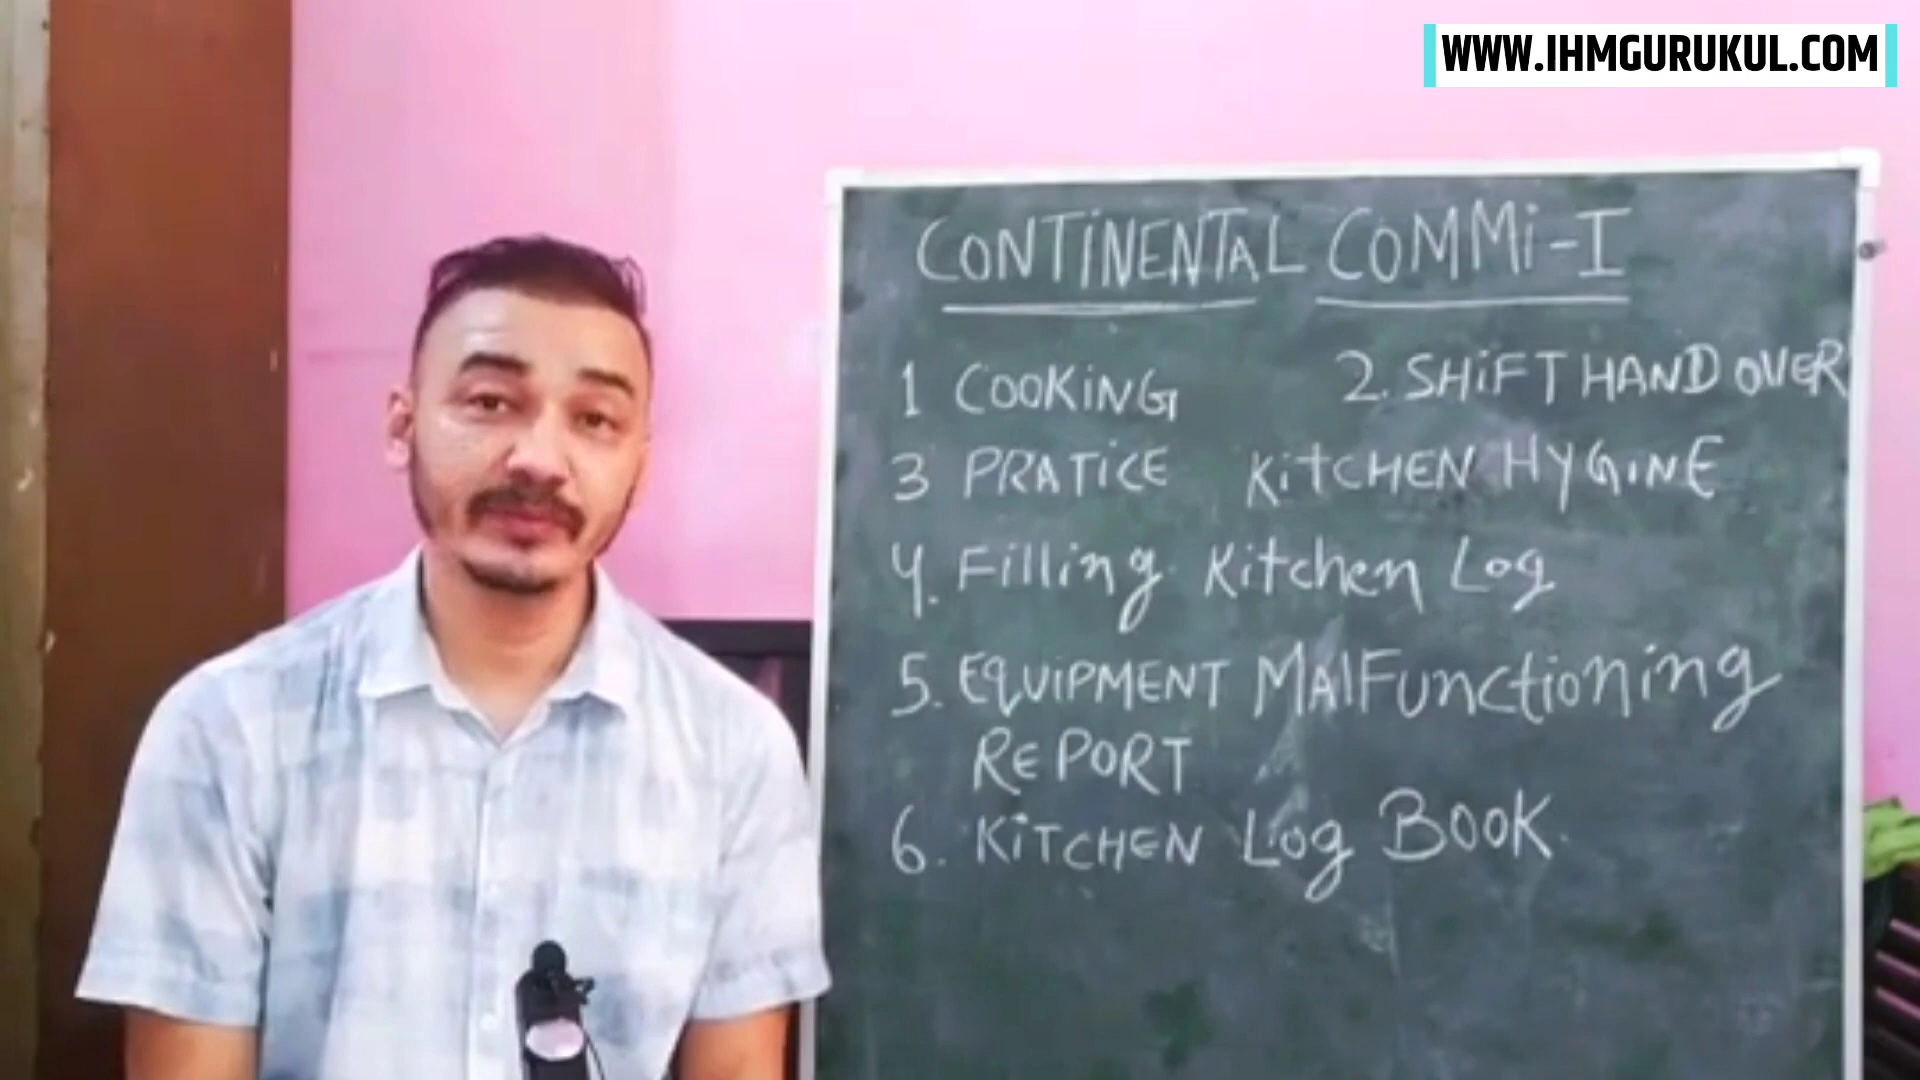 WWW.IHMGURUKUL.COM
CONTINENTAL COMMi-I
1 COOKING 2. SHIFT HAND OVER
3 PRATICE KITCHEN HYGINE
4. Filling Kitchen Log
5. EQUIPMENT MALFunctioning
REPORT
6. KITCHEN Log BOOK.